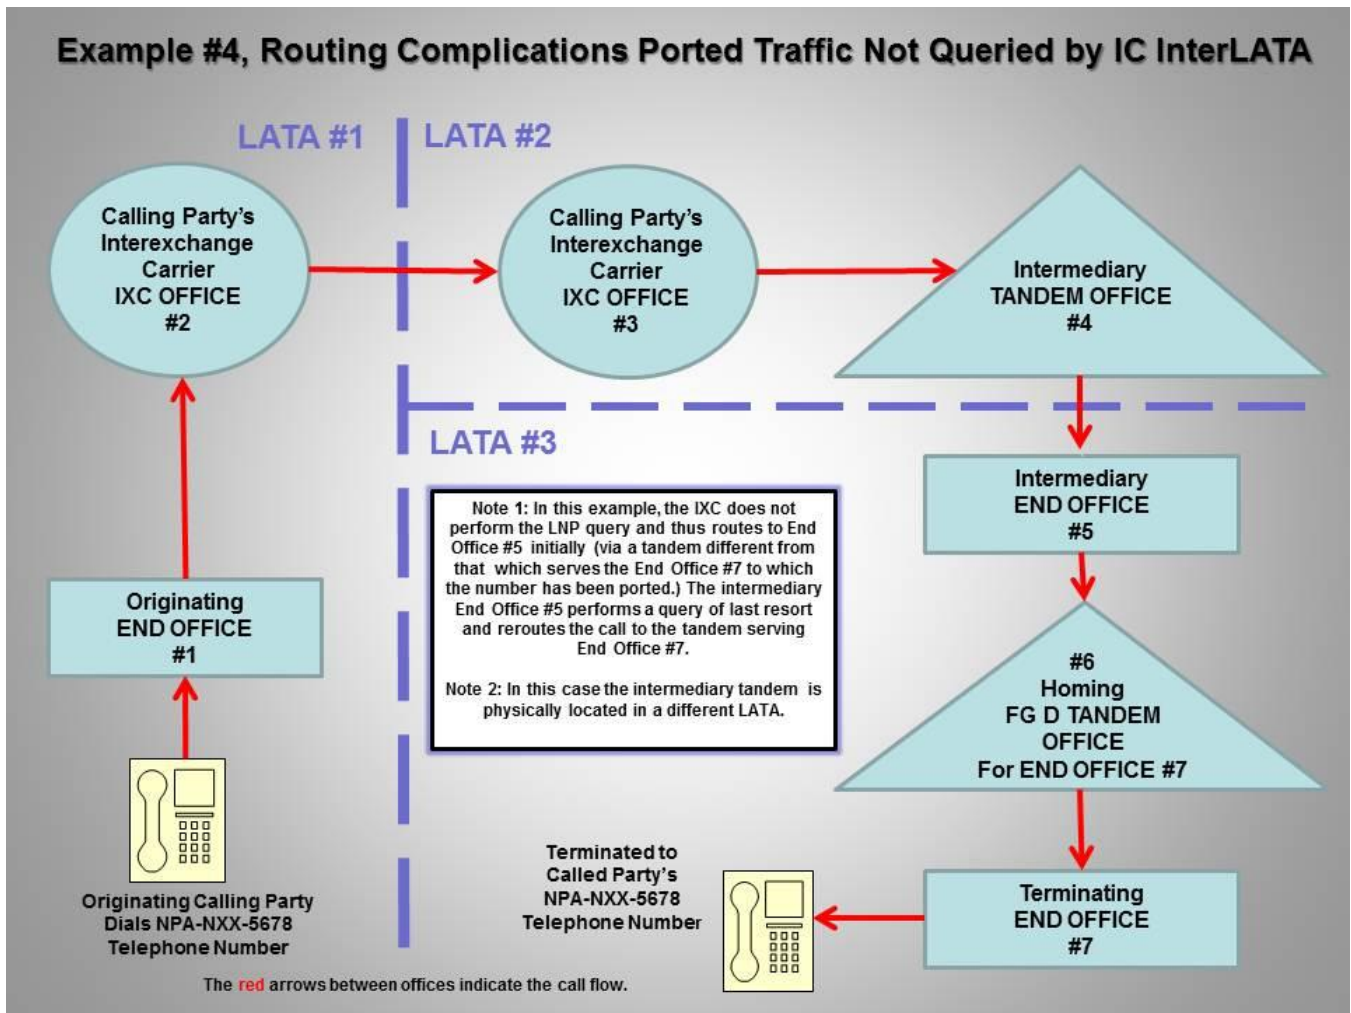 Example #4, Routing Complications Ported Traffic Not Queried by IC InterLATA
LATA #1
LATA #2
Calling Party's
Interexchange
Carrier
IXC OFFICE
#2
Calling Party's
Interexchange
Carrier
IXC OFFICE
#3
Intermediary
TANDEM OFFICE
#4
LATA #3
Intermediary
END OFFICE
#5
Note 1: In this example, the IXC does not
perform the LNP query and thus routes to End
Office #5 initially (via a tandem different from
that which serves the End Office #7 to which
the number has been ported.) The intermediary
End Office #5 performs a query of last resort
and reroutes the call to the tandem serving
End Office #7.
Note 2: In this case the intermediary tandem is
physically located in a different LATA.
Originating
END OFFICE
#1
#6
Homing
FG D TANDEM
OFFICE
For END OFFICE #7
Originating Calling Party
Dials NPA-NXX-5678
Telephone Number
Terminated to
Called Party's
NPA-NXX-5678
Telephone Number
Terminating
END OFFICE
#7
The red arrows between offices indicate the call flow.